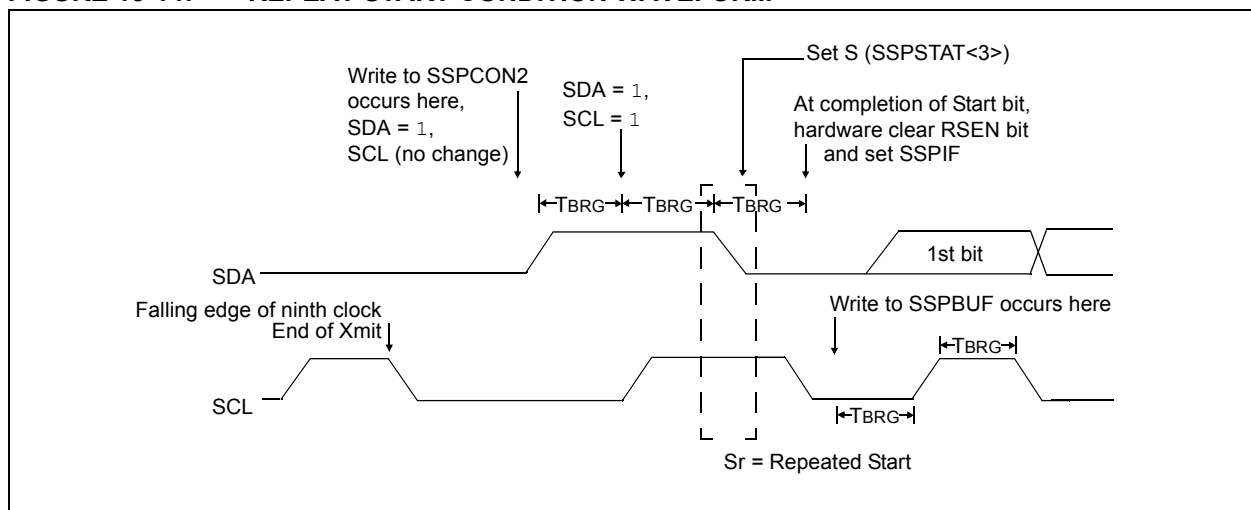 Set S (SSPSTAT<3>)
Write to SSPCON2
occurs here,
SDA = 1,
SCL (no change)
SDA = 1,
SCL = 1
At completion of Start bit,
hardware clear RSEN bit
and set SSPIF
TBRG
TBRG
TBRG
SDA
1st bit
Falling edge of ninth clock
End of Xmit
Write to SSPBUF occurs here
TBRG
SCL
TBRG
Sr = Repeated Start